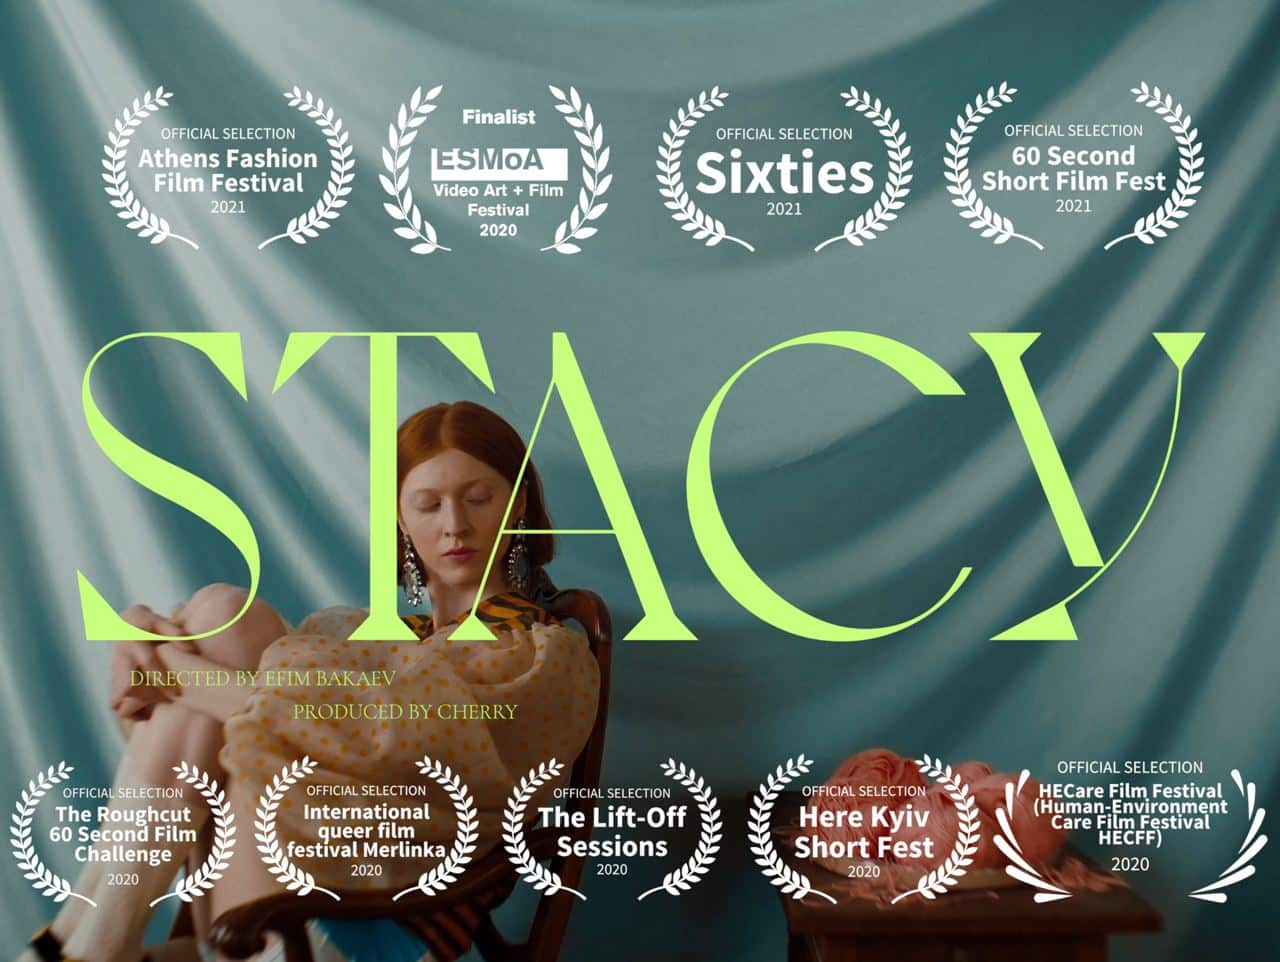 OFFICIAL SELECTION
Athens Fashion
Film Festival
2021
Finalist
ESMoA
Video Art + Film
Festival
2020
OFFICIAL SELECTION
Sixties
2021
OFFICIAL SELECTION
60 Second
Short Film Fest
2021
STACY
DIRECTED BY EFIM BAKAEV
PRODUCED BY CHERRY
OFFICIAL SELECTION
The Roughcut
60 Second Film
Challenge
2020
OFFICIAL SELECTION
International
queer film
festival Merlinka
2020
OFFICIAL SELECTION
The Lift-Off
Sessions
2020
OFFICIAL SELECTION
Here Kyiv
Short Fest
2020
OFFICIAL SELECTION
HECare Film Festival
(Human-Environment
Care Film Festival
HECFF)
2020